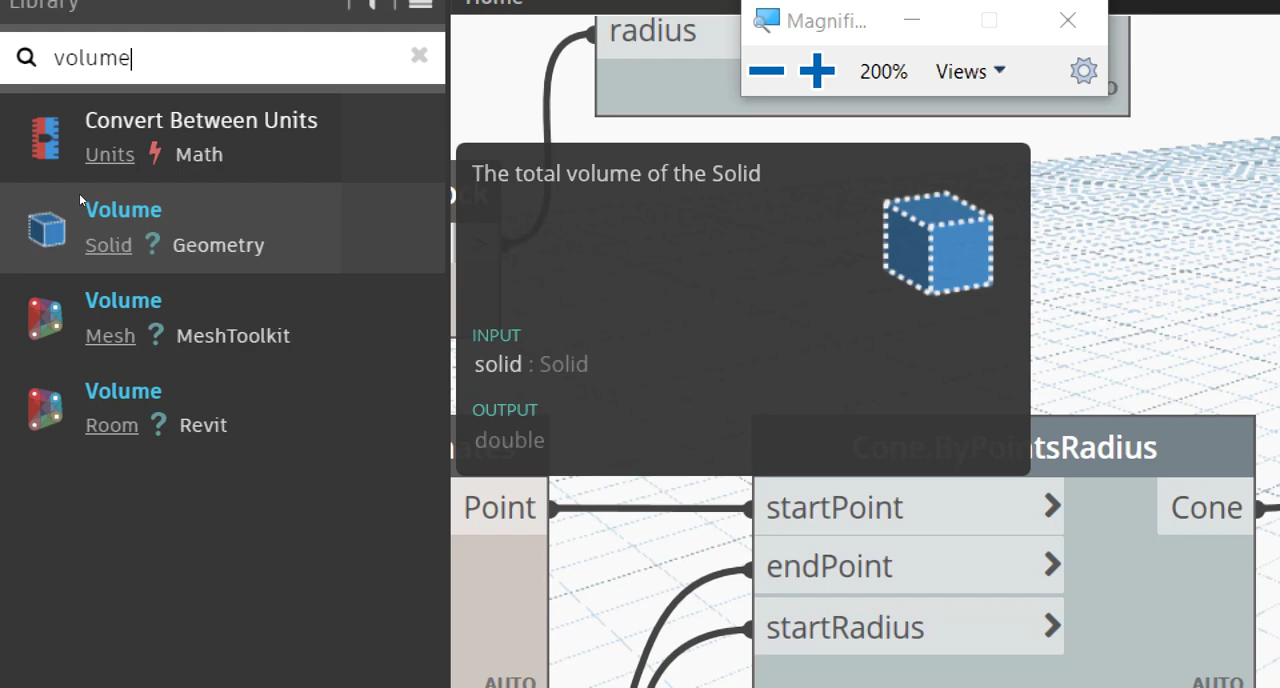 Library
Home
volume
Convert Between Units
Units Math
Volume
Solid ? Geometry
Volume
Mesh ? MeshToolkit
Volume
Room ? Revit
radius
Magnifi...
200% Views
The total volume of the Solid
INPUT
solid : Solid
OUTPUT
double
>
Point
AUTO
Cone.ByPointsRadius
startPoint
endPoint
startRadius
Cone
AUTO